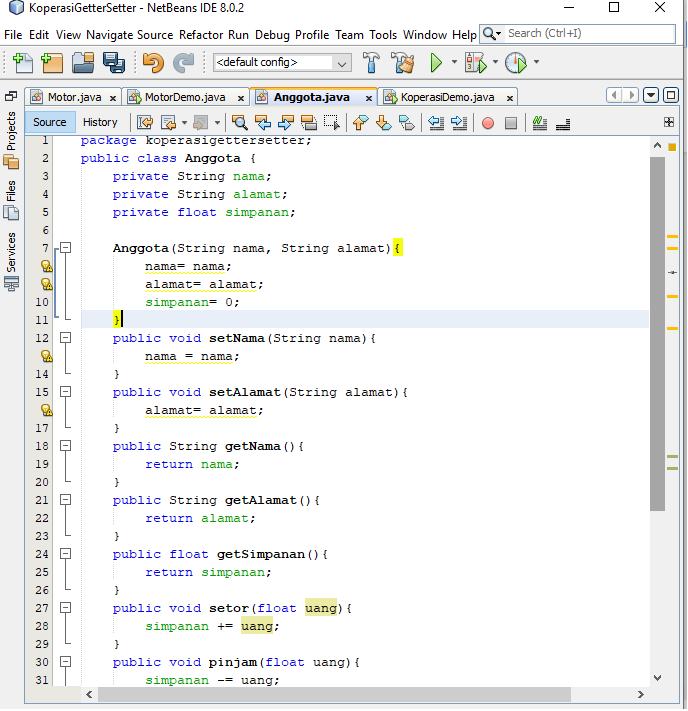 KoperasiGetterSetter - NetBeans IDE 8.0.2
File Edit View Navigate Source Refactor Run Debug Profile Team Tools Window Help Search (Ctrl+I)
<default config>
Motor.java x MotorDemo.java x Anggota.java x KoperasiDemo.java x
Projects
Files
Services
Source History
1 package koperasigettersetter;
2 public class Anggota {
3 private String nama;
4 private String alamat;
5 private float simpanan;
6
7 Anggota(String nama, String alamat){
nama= nama;
alamat= alamat;
10 simpanan= 0;
11 }
12 public void setNama(String nama){
nama = nama;
14 }
15 public void setAlamat(String alamat){
alamat= alamat;
17 }
18 public String getNama(){
19 return nama;
20 }
21 public String getAlamat(){
22 return alamat;
23 }
24 public float getSimpanan(){
25 return simpanan;
26 }
27 public void setor(float uang){
28 simpanan += uang;
29 }
30 public void pinjam(float uang){
31 simpanan -= uang;